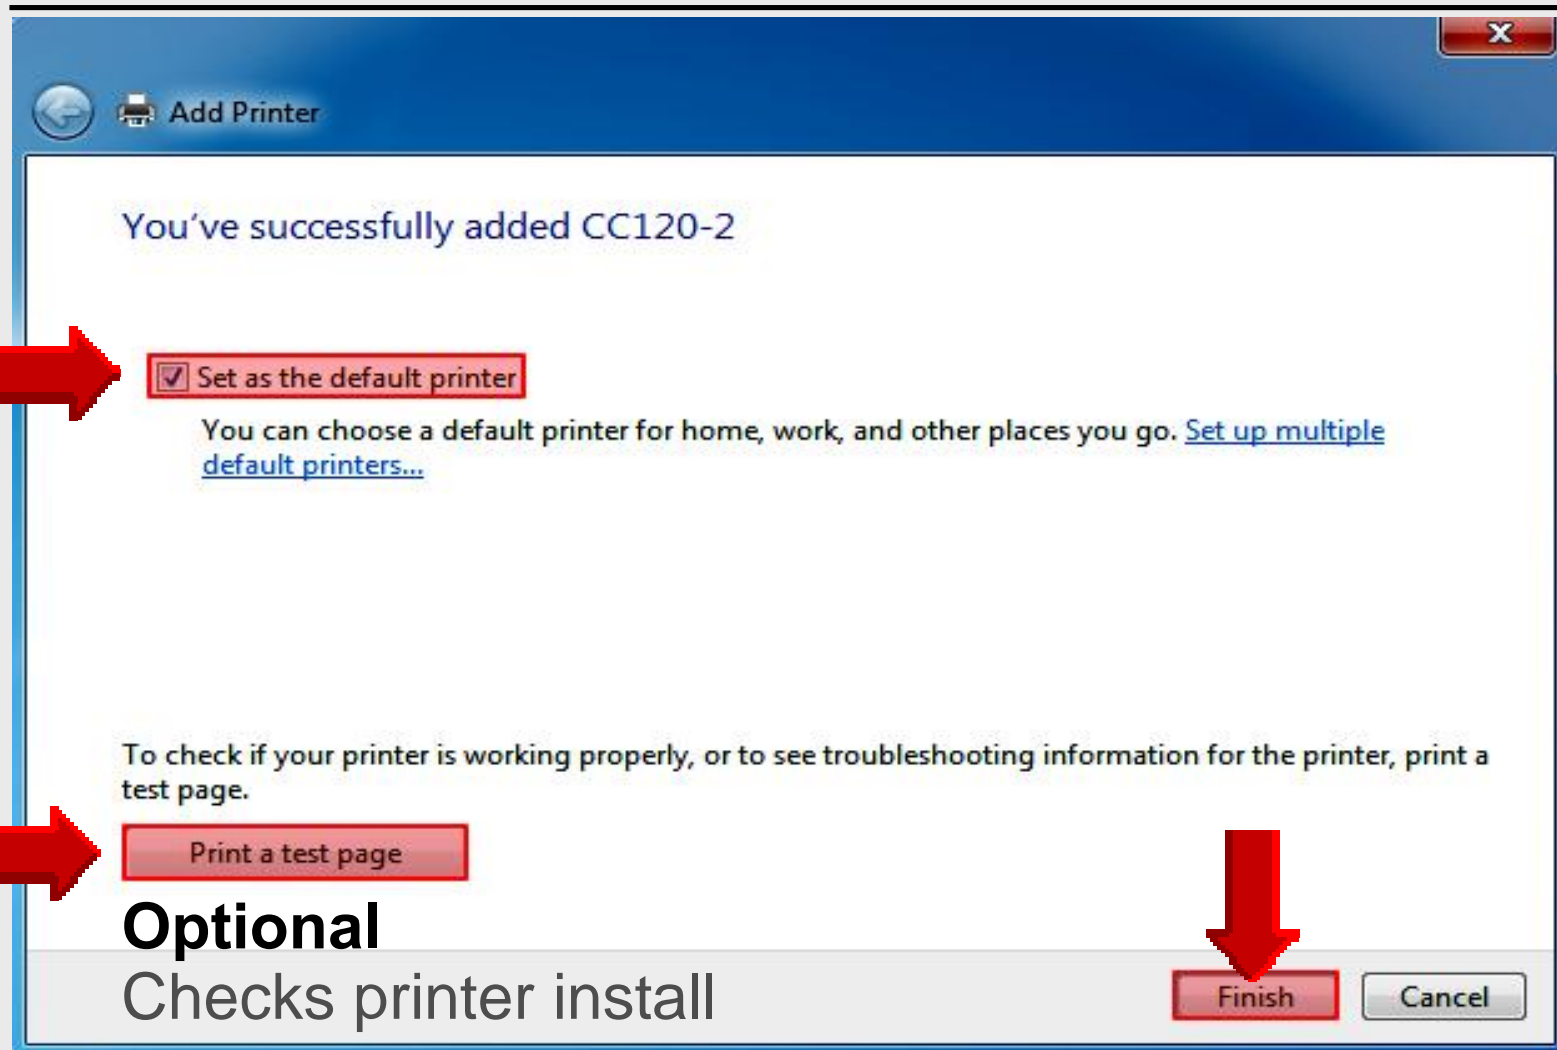 Add Printer
You've successfully added CC120-2
Set as the default printer
You can choose a default printer for home, work, and other places you go. Set up multiple
default printers...
To check if your printer is working properly, or to see troubleshooting information for the printer, print a
test page.
Print a test page
Optional
Checks printer install
Finish
Cancel